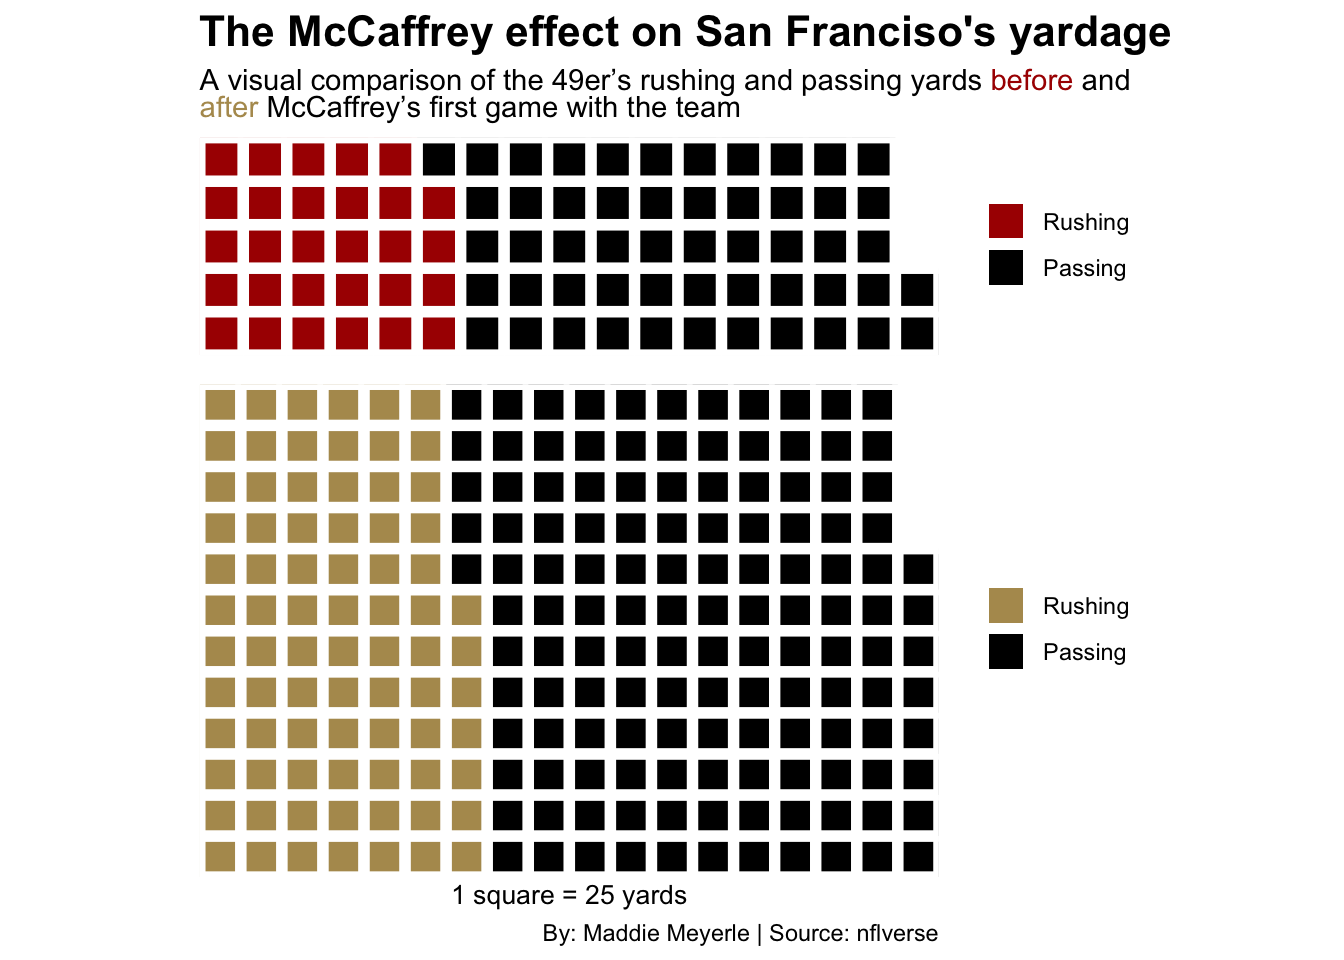 The McCaffrey effect on San Franciso's yardage
A visual comparison of the 49er’s rushing and passing yards before and
after McCaffrey’s first game with the team
Rushing
Passing
Rushing
Passing
1 square = 25 yards
By: Maddie Meyerle | Source: nflverse